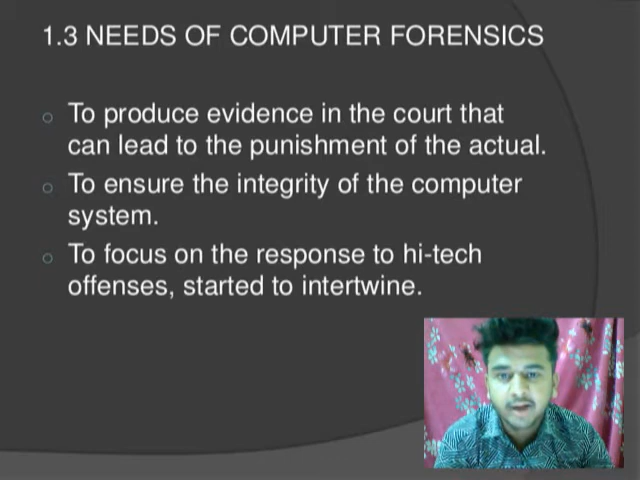 1.3 NEEDS OF COMPUTER FORENSICS
To produce evidence in the court that
can lead to the punishment of the actual.
To ensure the integrity of the computer
system.
To focus on the response to hi-tech
offenses, started to intertwine.